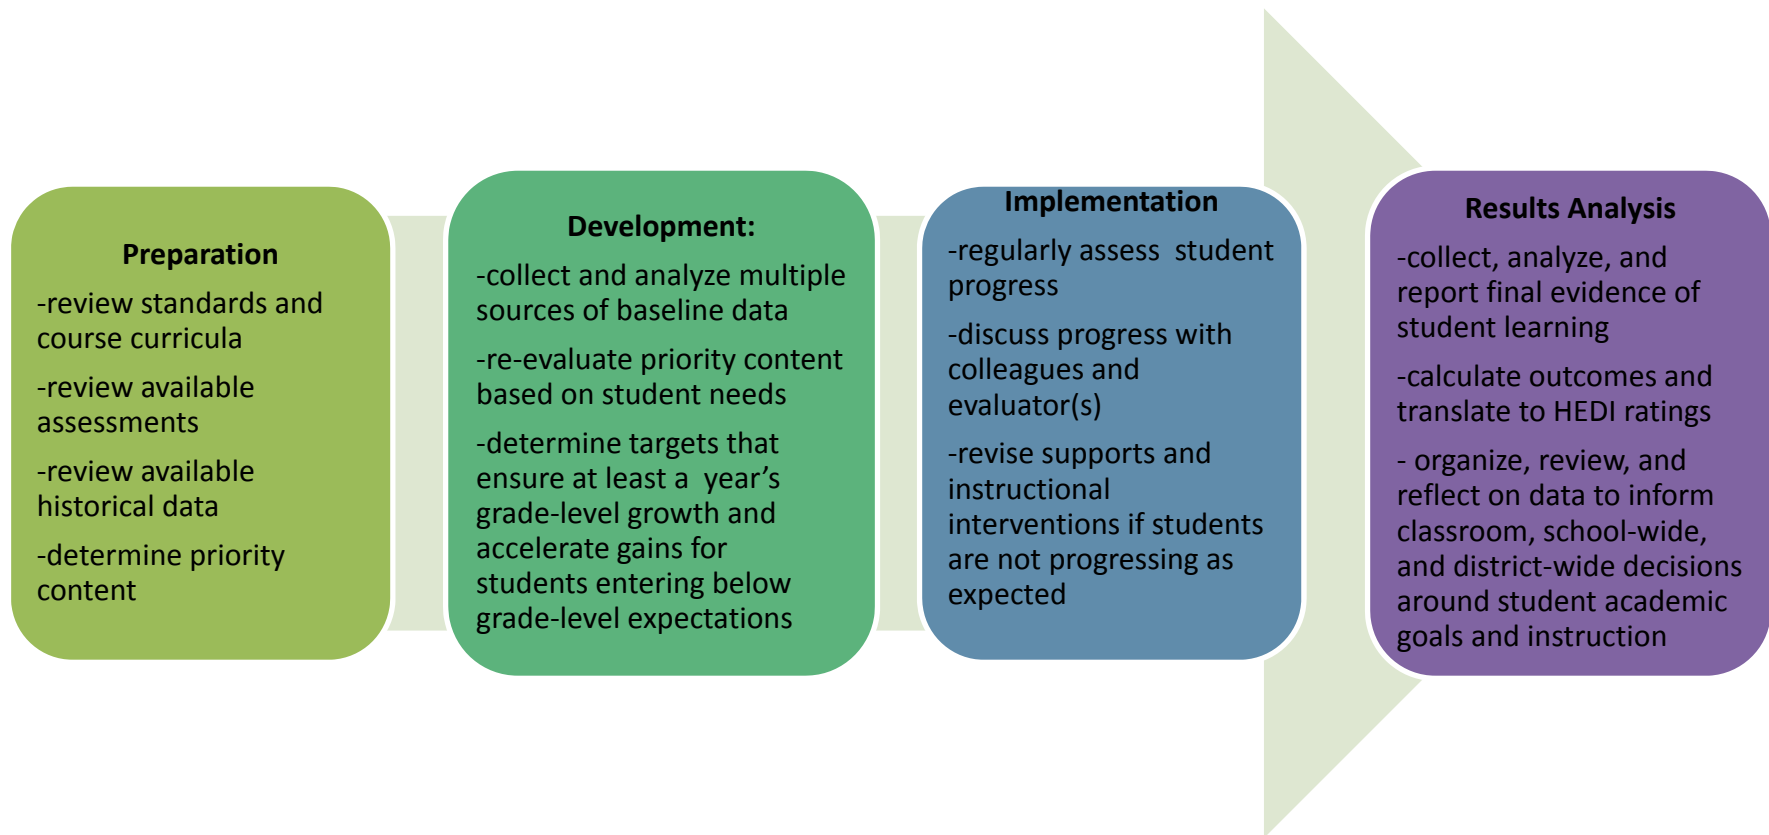 Preparation
-review standards and
course curricula
-review available
assessments
-review available
historical data
-determine priority
content
Development:
-collect and analyze multiple
sources of baseline data
-re-evaluate priority content
based on student needs
-determine targets that
ensure at least a  year’s
grade-level growth and
accelerate gains for
students entering below
grade-level expectations
Implementation
-regularly assess  student
progress
-discuss progress with
colleagues and
evaluator(s)
-revise supports and
instructional
interventions if students
are not progressing as
expected
Results Analysis
-collect, analyze, and
report final evidence of
student learning
-calculate outcomes and
translate to HEDI ratings
- organize, review, and
reflect on data to inform
classroom, school-wide,
and district-wide decisions
around student academic
goals and instruction